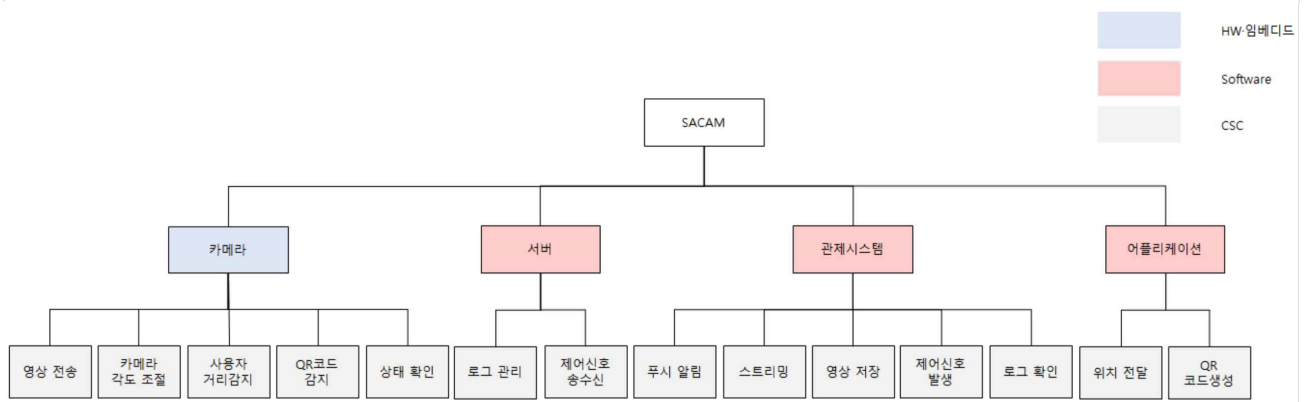 HW·임베디드
Software
CSC
SACAM
카메라
서버
관제시스템
어플리케이션
영상 전송
카메라
각도 조절
사용자
거리감지
QR코드
감지
상태 확인
로그 관리
제어신호
송수신
푸시 알림
스트리밍
영상 저장
제어신호
발생
로그 확인
위치 전달
QR
코드생성